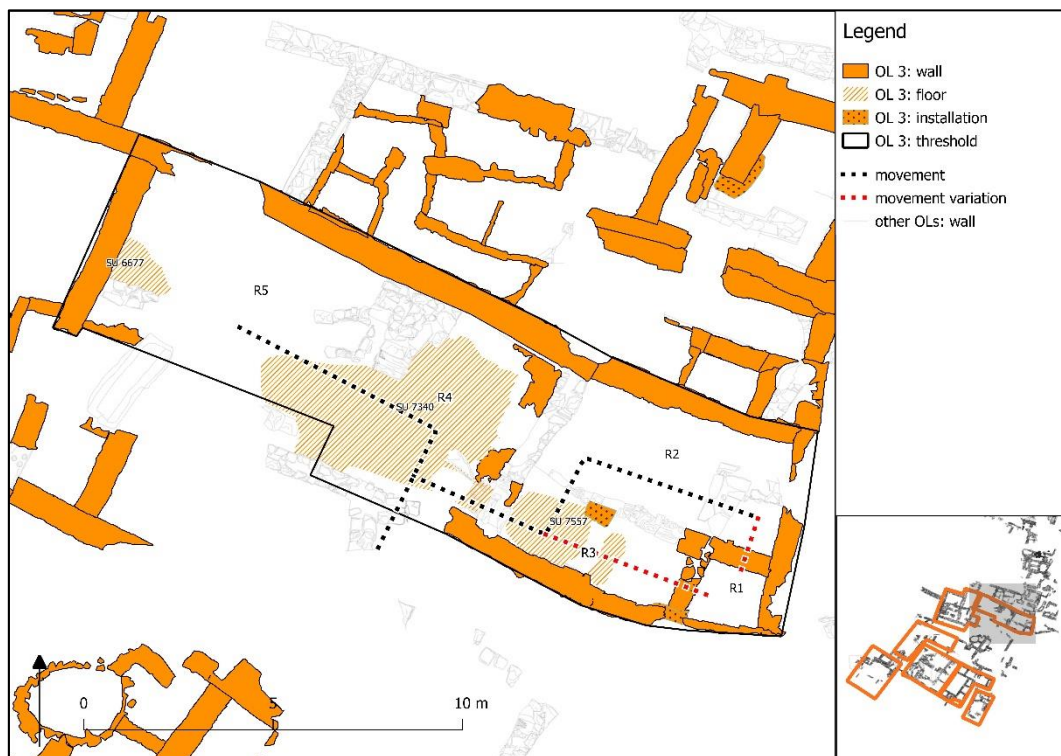 SU 6677
R5
R4
SU 7340
R2
SU 7557
R3
R1
0
5
10 m
Legend
OL 3: wall
OL 3: floor
OL 3: installation
OL 3: threshold
movement
movement variation
other OLs: wall